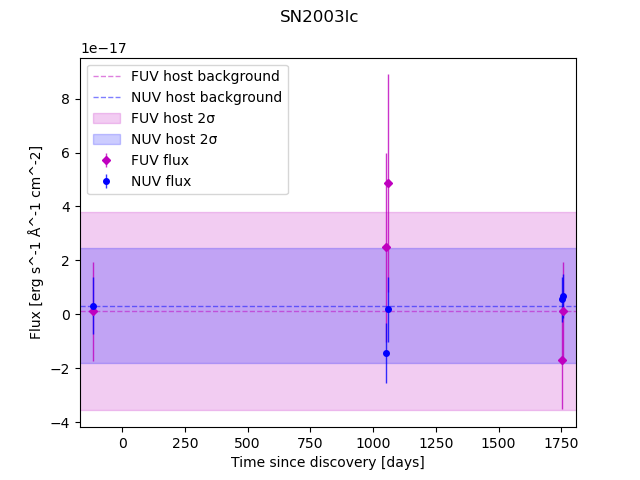 SN2003lc
1e−17
FUV host background
NUV host background
FUV host 2σ
NUV host 2σ
FUV flux
NUV flux
8
6
4
2
0
−2
−4
Flux [erg s^-1 Å^-1 cm^-2]
0 250 500 750 1000 1250 1500 1750
Time since discovery [days]